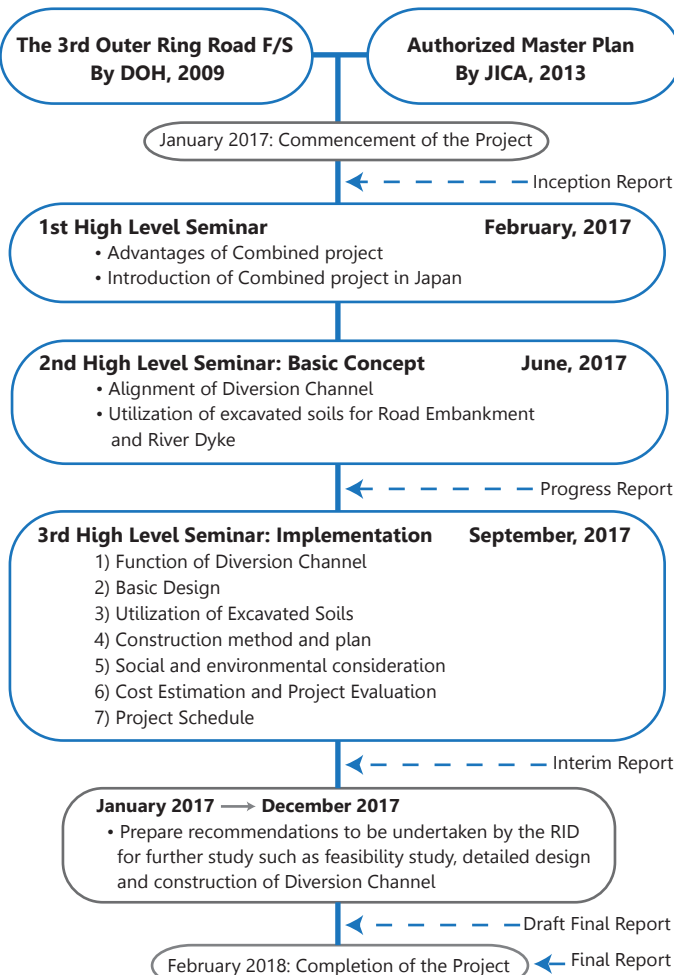 The 3rd Outer Ring Road F/S
By DOH, 2009
Authorized Master Plan
By JICA, 2013
January 2017: Commencement of the Project
Inception Report
1st High Level Seminar February, 2017
• Advantages of Combined project
• Introduction of Combined project in Japan
2nd High Level Seminar: Basic Concept June, 2017
• Alignment of Diversion Channel
• Utilization of excavated soils for Road Embankment
and River Dyke
Progress Report
3rd High Level Seminar: Implementation September, 2017
1) Function of Diversion Channel
2) Basic Design
3) Utilization of Excavated Soils
4) Construction method and plan
5) Social and environmental consideration
6) Cost Estimation and Project Evaluation
7) Project Schedule
Interim Report
January 2017 → December 2017
• Prepare recommendations to be undertaken by the RID
for further study such as feasibility study, detailed design
and construction of Diversion Channel
Draft Final Report
February 2018: Completion of the Project
Final Report